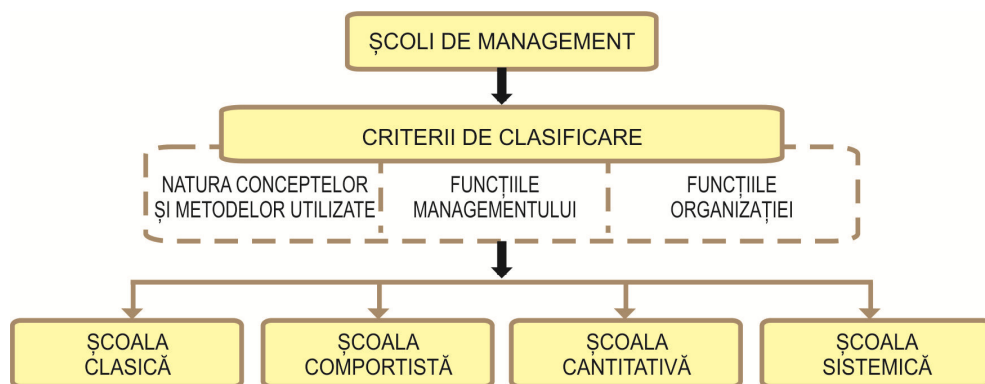 ȘCOLI DE MANAGEMENT
CRITERII DE CLASIFICARE
NATURA CONCEPTELOR
ȘI METODELOR UTILIZATE
FUNCȚIILE
MANAGEMENTULUI
FUNCȚIILE
ORGANIZAȚIEI
ȘCOALA
CLASICĂ
ȘCOALA
COMPORTISTĂ
ȘCOALA
CANTITATIVĂ
ȘCOALA
SISTEMICĂ